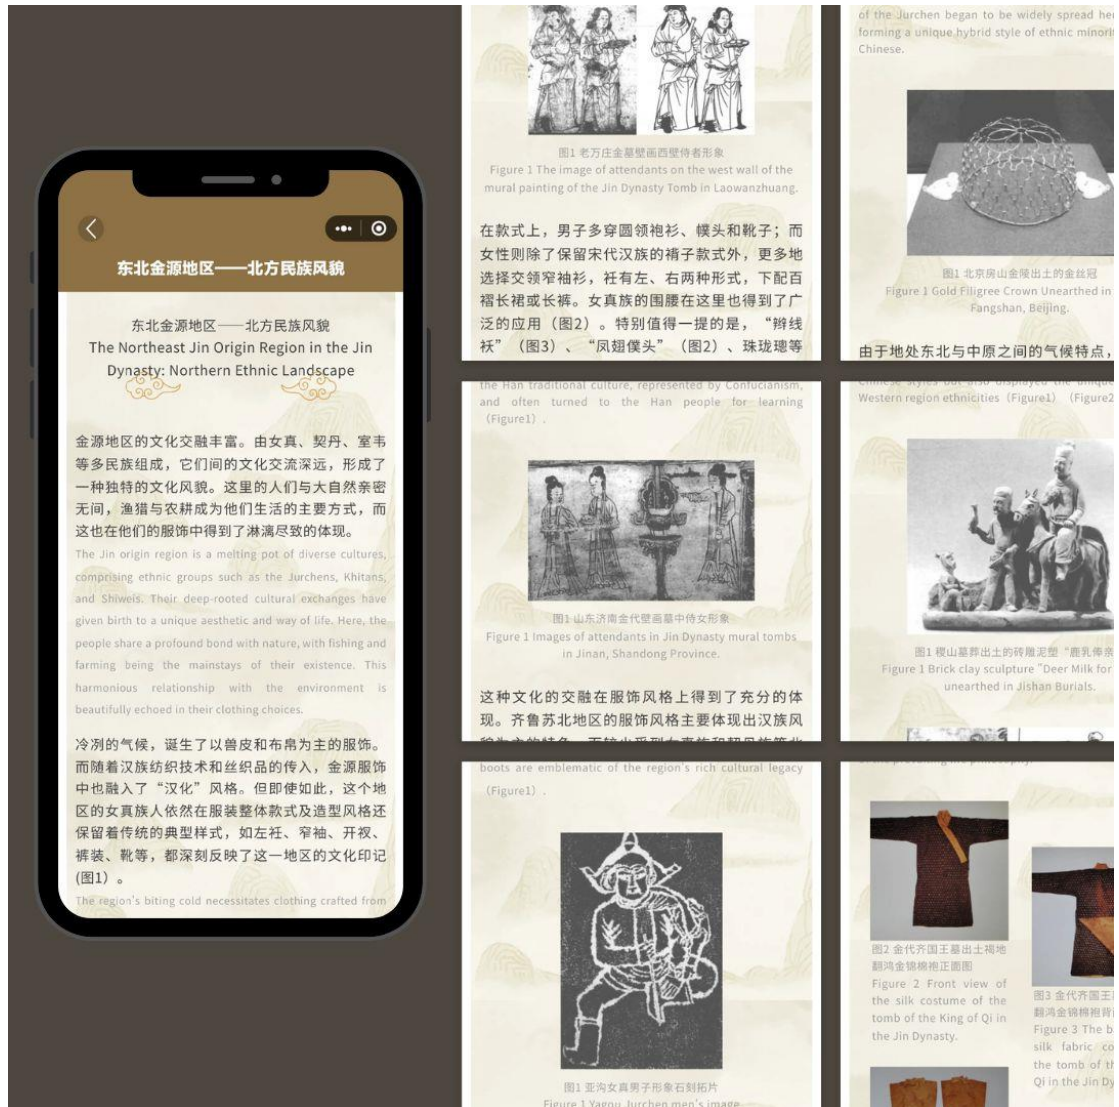 东北金源地区——北方民族风貌
东北金源地区——北方民族风貌
The Northeast Jin Origin Region in the Jin
Dynasty: Northern Ethnic Landscape
金源地区的文化交融丰富。由女真、契丹、室韦
等多民族组成，它们间的文化交流深远，形成了
一种独特的文化风貌。这里的人们与大自然亲密
无间，渔猎与农耕成为他们生活的主要方式，而
这也在他们的服饰中得到了淋漓尽致的体现。
The Jin origin region is a melting pot of diverse cultures,
comprising ethnic groups such as the Jurchens, Khitans,
and Shiweis. Their deep-rooted cultural exchanges have
given birth to a unique aesthetic and way of life. Here, the
people share a profound bond with nature, with fishing and
farming being the mainstays of their existence. This
harmonious relationship with the environment is
beautifully echoed in their clothing choices.
冷冽的气候，诞生了以兽皮和布帛为主的服饰。
而随着汉族纺织技术和丝织品的传入，金源服饰
中也融入了“汉化”风格。但即使如此，这个地
区的女真族人依然在服装整体款式及造型风格还
保留着传统的典型样式，如左衽、窄袖、开衩、
裤装、靴等，都深刻反映了这一地区的文化印记
(图1）。
The region's biting cold necessitates clothing crafted from
图1 老万庄金墓壁画西壁侍者形象
Figure 1 The image of attendants on the west wall of the
mural painting of the Jin Dynasty Tomb in Laowanzhuang.
在款式上，男子多穿圆领袍衫、幞头和靴子；而
女性则除了保留宋代汉族的褙子款式外，更多地
选择交领窄袖衫，衽有左、右两种形式，下配百
褶长裙或长裤。女真族的围腰在这里也得到了广
泛的应用（图2）。特别值得一提的是，“辫线
袄”（图3）、“凤翅僕头”（图2）、珠珑璁等
the Han traditional culture, represented by Confucianism,
and often turned to the Han people for learning
（Figure1）.
图1 山东济南金代壁画墓中侍女形象
Figure 1 Images of attendants in Jin Dynasty mural tombs
in Jinan, Shandong Province.
这种文化的交融在服饰风格上得到了充分的体
现。齐鲁苏北地区的服饰风格主要体现出汉族风
boots are emblematic of the region's rich cultural legacy
（Figure1）.
图1 亚沟女真男子形象石刻拓片
Figure 1 Yagou Jurchen men's image
of the Jurchen began to be widely spread
forming a unique hybrid style of ethnic
Chinese.
图1 北京房山金陵出土的金丝冠
Figure 1 Gold Filigree Crown Unearthed in
Fangshan, Beijing.
由于地处东北与中原之间的气候特点，
Chinese styles but also displayed the
Western region ethnicities（Figure1）（Figure2
图1 稷山墓葬出土的砖雕泥塑“鹿乳俸亲
Figure 1 Brick clay sculpture "Deer Milk for
unearthed in Jishan Burials.
图2 金代齐国王墓出土褐地
翻鸿金锦棉袍正面图
Figure 2 Front view of
the silk costume of the
tomb of the King of Qi in
the Jin Dynasty.
图3 金代齐国王
翻鸿金锦棉袍背
Figure 3 The
silk fabric
the tomb of
Qi in the Jin